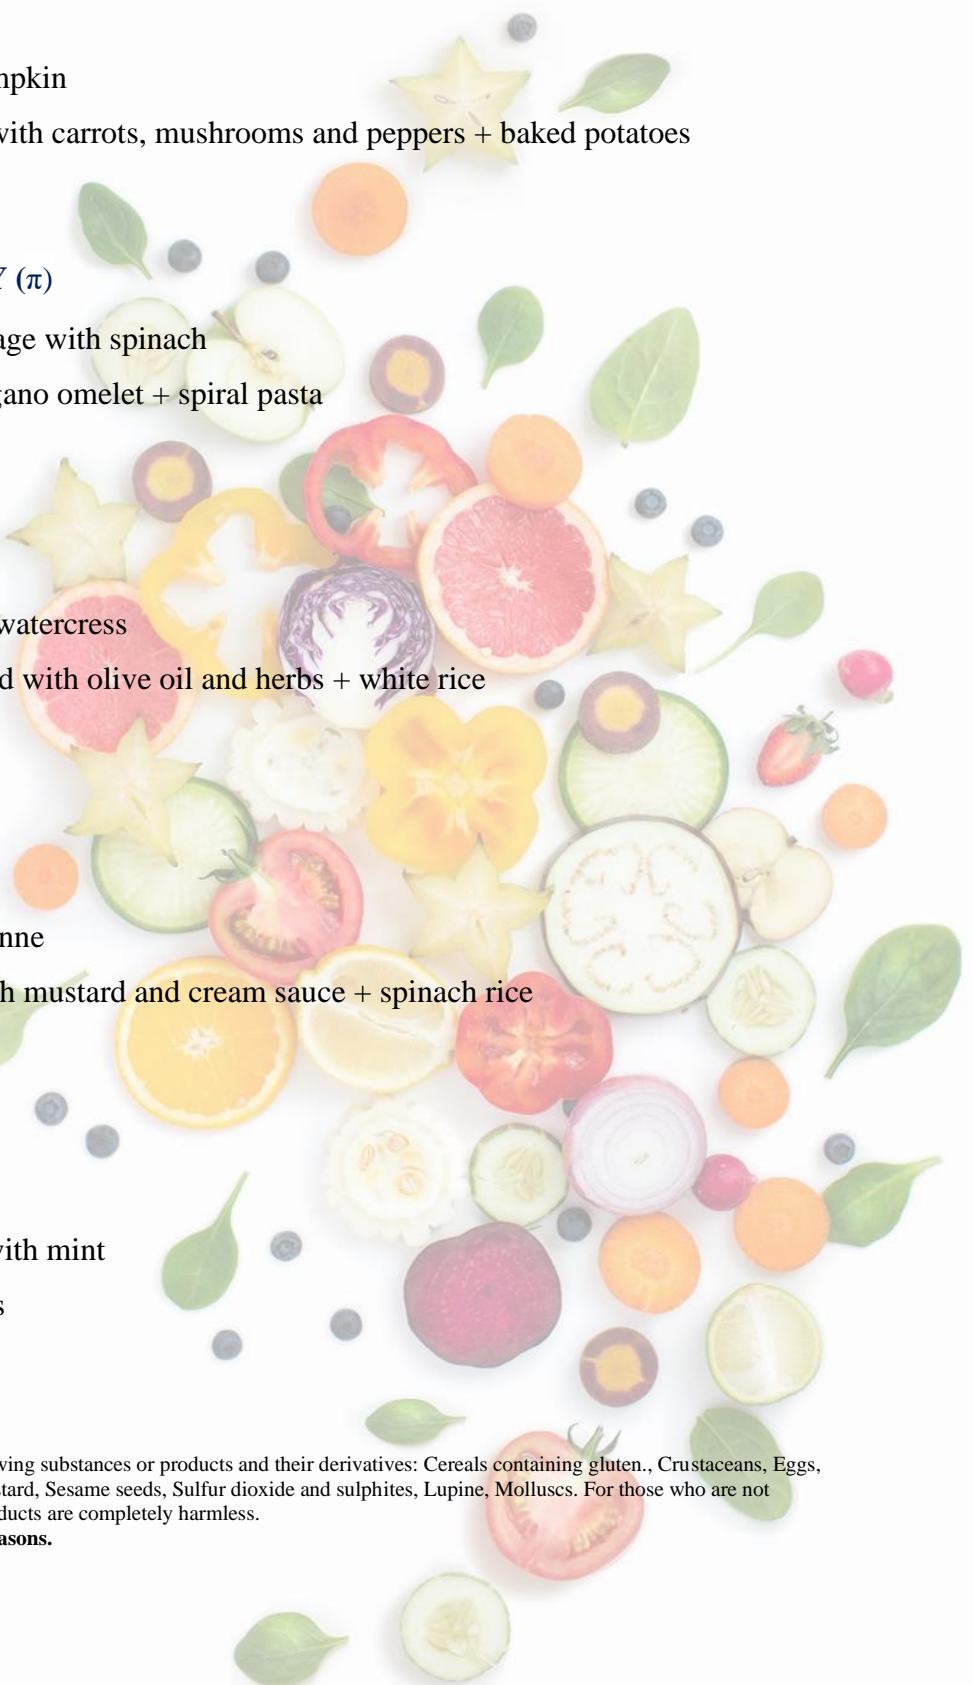 mpkin
with carrots, mushrooms and peppers + baked potatoes
Y (π)
age with spinach
gano omelet + spiral pasta
watercress
d with olive oil and herbs + white rice
nne
h mustard and cream sauce + spinach rice
with mint
s
wing substances or products and their derivatives: Cereals containing gluten., Crustaceans, Eggs,
stard, Sesame seeds, Sulfur dioxide and sulphites, Lupine, Molluscs. For those who are not
ducts are completely harmless.
asons.